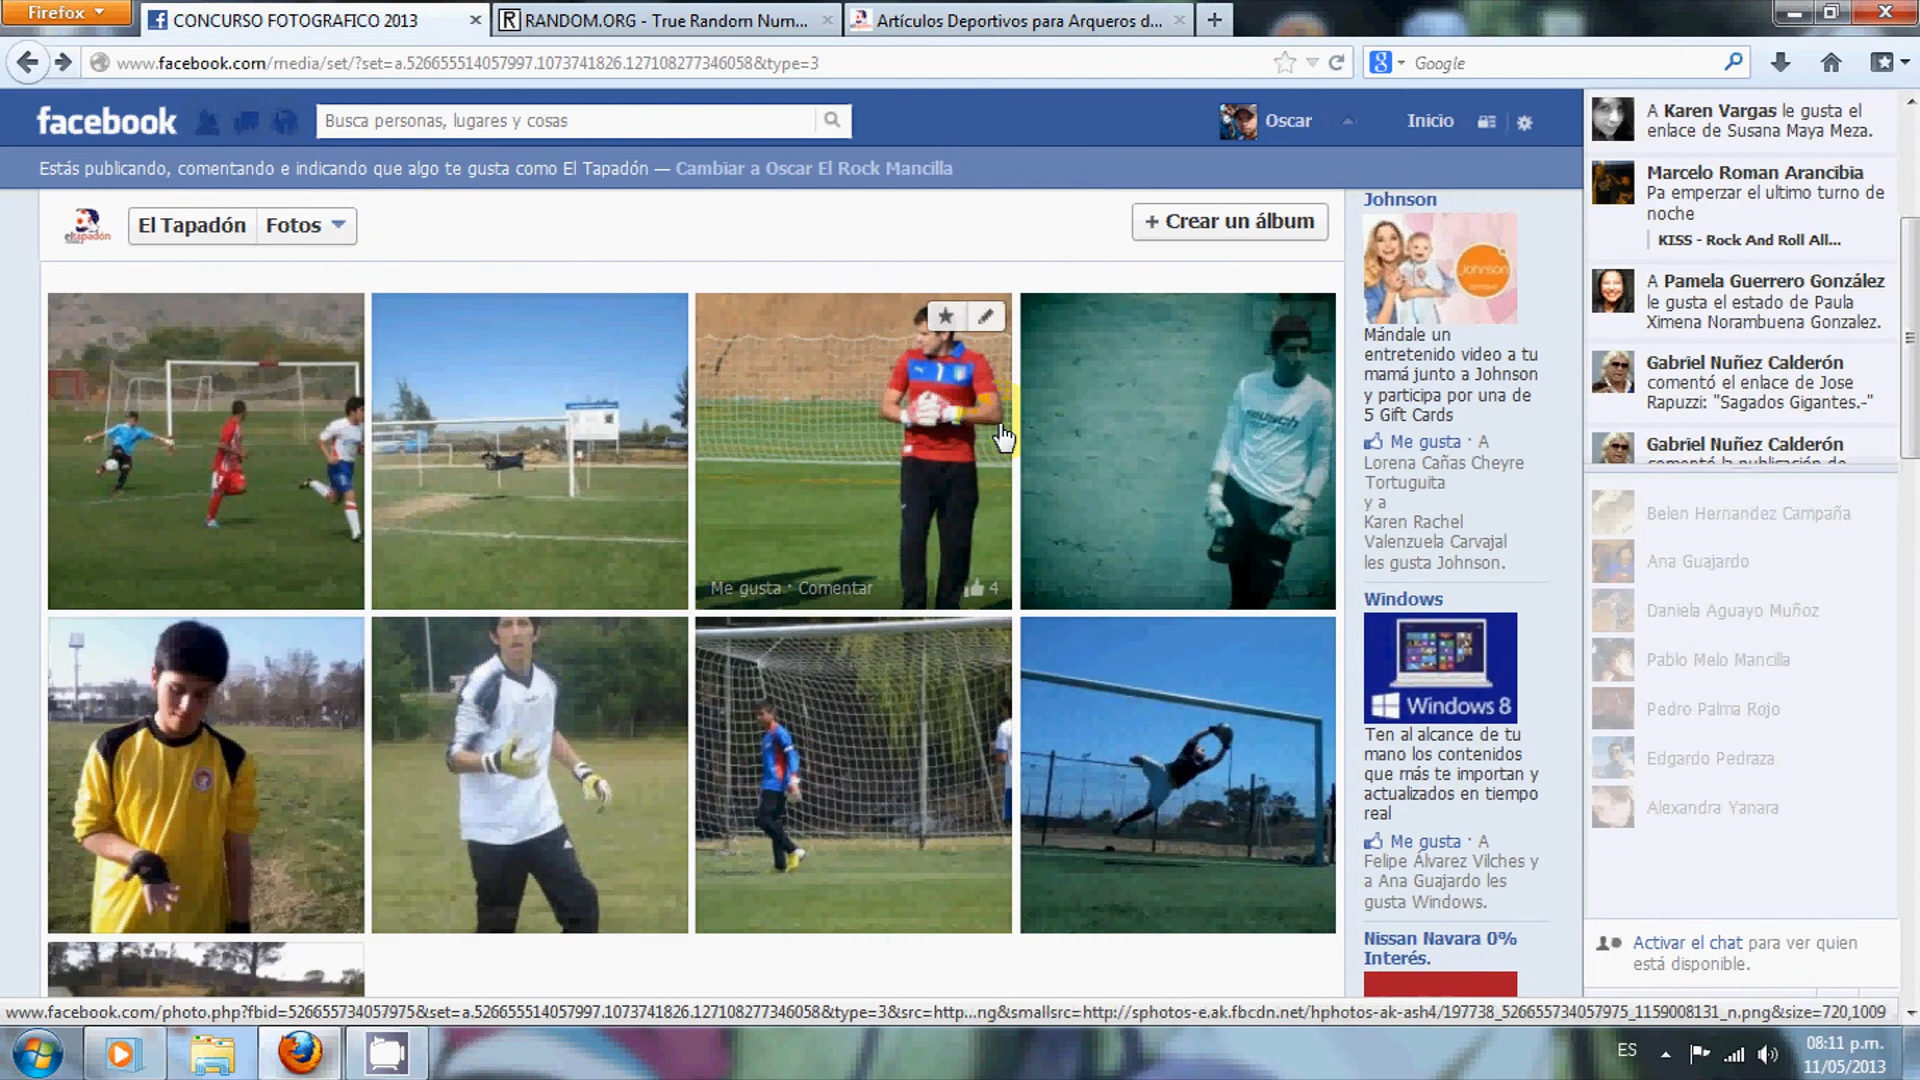 Firefox
CONCURSO FOTOGRAFICO 2013
RANDOM.ORG - True Random Num...
Artículos Deportivos para Arqueros d...
www.facebook.com/media/set/?set=a.526655514057997.1073741826.127108277346058&type=3
Google
facebook
Busca personas, lugares y cosas
Oscar
Inicio
Estás publicando, comentando e indicando que algo te gusta como El Tapadón — Cambiar a Oscar El Rock Mancilla
eltapadón
El Tapadón
Fotos
+ Crear un álbum
Me gusta · Comentar
4
reusch
Johnson
Johnson
Mándale un
entretenido video a tu
mamá junto a Johnson
y participa por una de
5 Gift Cards
Me gusta · A
Lorena Cañas Cheyre
Tortuguita
y a
Karen Rachel
Valenzuela Carvajal
les gusta Johnson.
Windows
Windows 8
Ten al alcance de tu
mano los contenidos
que más te importan y
actualizados en tiempo
real
Me gusta · A
Felipe Álvarez Vilches y
a Ana Guajardo les
gusta Windows.
Nissan Navara 0%
Interés.
A Karen Vargas le gusta el
enlace de Susana Maya Meza.
Marcelo Roman Arancibia
Pa emperzar el ultimo turno de
noche
KISS - Rock And Roll All...
A Pamela Guerrero González
le gusta el estado de Paula
Ximena Norambuena Gonzalez.
Gabriel Nuñez Calderón
comentó el enlace de Jose
Rapuzzi: "Sagados Gigantes.-"
Gabriel Nuñez Calderón
comentó la publicación de
Belen Hernandez Campaña
Ana Guajardo
Daniela Aguayo Muñoz
Pablo Melo Mancilla
Pedro Palma Rojo
Edgardo Pedraza
Alexandra Yanara
Activar el chat para ver quien
está disponible.
www.facebook.com/photo.php?fbid=526655734057975&set=a.526655514057997.1073741826.127108277346058&type=3&src=http...ng&smallsrc=http://sphotos-e.ak.fbcdn.net/hphotos-ak-ash4/197738_526655734057975_1159008131_n.png&size=720,1009
ES
08:11 p.m.
11/05/2013